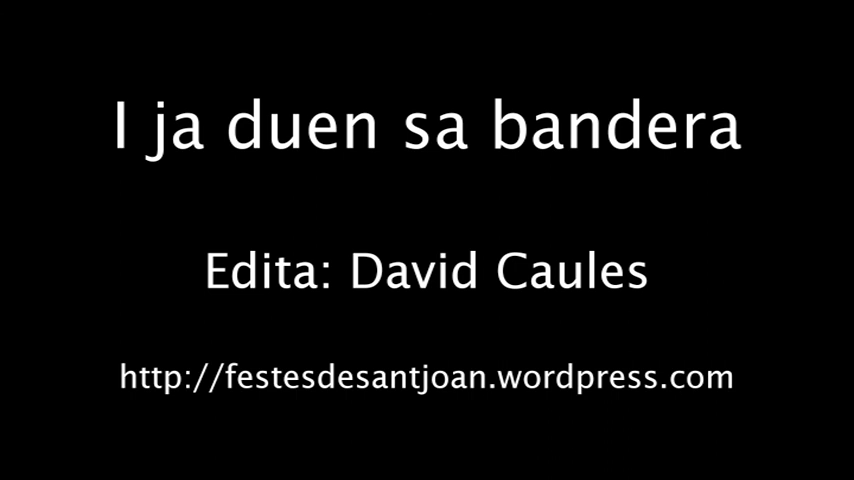 I ja duen sa bandera
Edita: David Caules
http://festesdesantjoan.wordpress.com